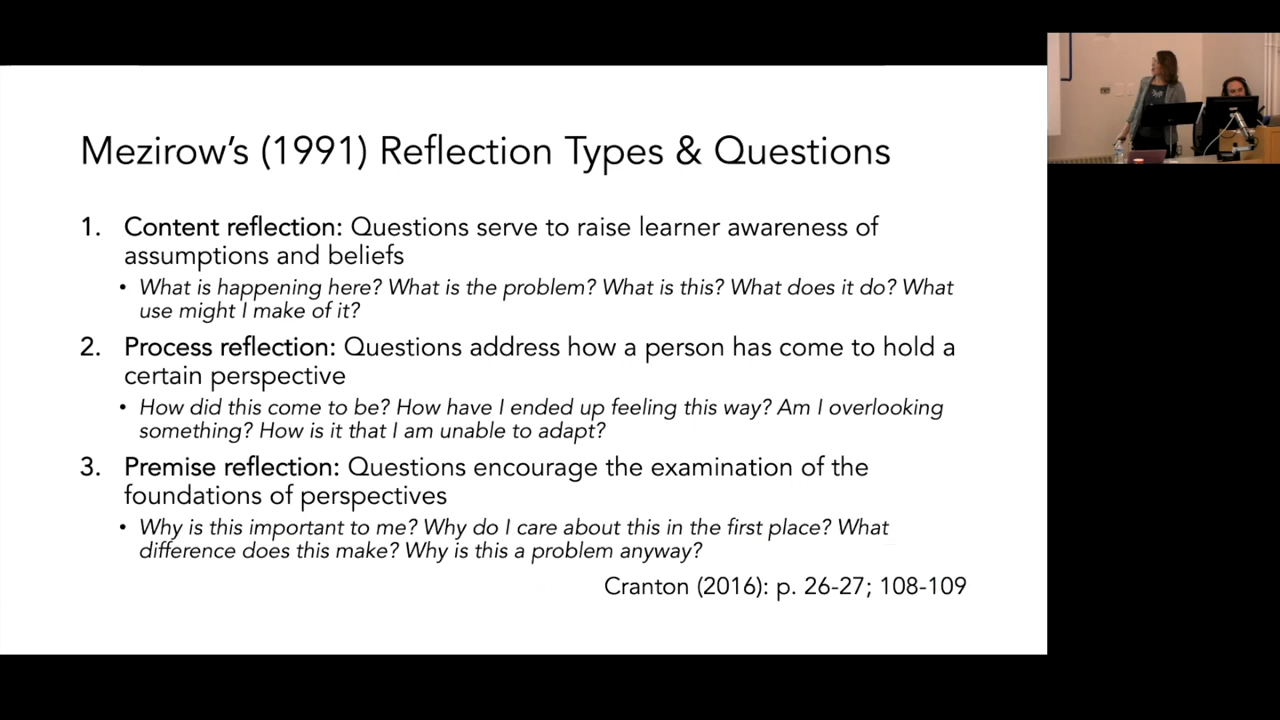 Mezirow's (1991) Reflection Types & Questions
1. Content reflection: Questions serve to raise learner awareness of
assumptions and beliefs
• What is happening here? What is the problem? What is this? What does it do? What
use might I make of it?
2. Process reflection: Questions address how a person has come to hold a
certain perspective
• How did this come to be? How have I ended up feeling this way? Am I overlooking
something? How is it that I am unable to adapt?
3. Premise reflection: Questions encourage the examination of the
foundations of perspectives
• Why is this important to me? Why do I care about this in the first place? What
difference does this make? Why is this a problem anyway?
Cranton (2016): p. 26-27; 108-109